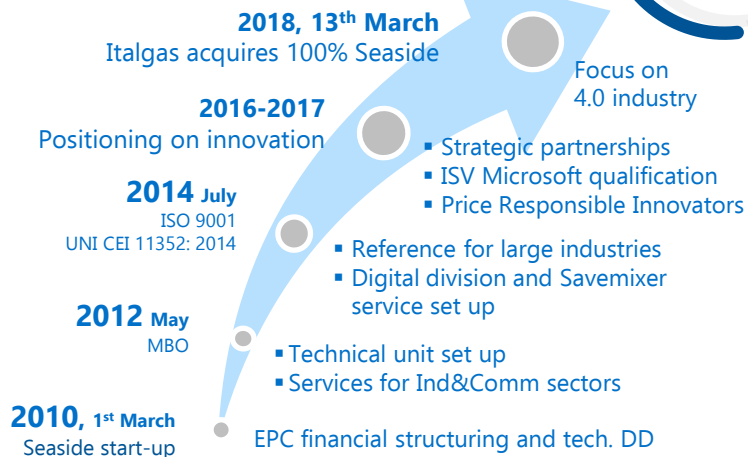 2018, 13th March
Italgas acquires 100% Seaside
Focus on
4.0 industry
2016-2017
Positioning on innovation
▪ Strategic partnerships
▪ ISV Microsoft qualification
▪ Price Responsible Innovators
2014 July
ISO 9001
UNI CEI 11352: 2014
▪ Reference for large industries
▪ Digital division and Savemixer
service set up
2012 May
MBO
▪ Technical unit set up
▪ Services for Ind&Comm sectors
2010, 1st March
Seaside start-up
EPC financial structuring and tech. DD